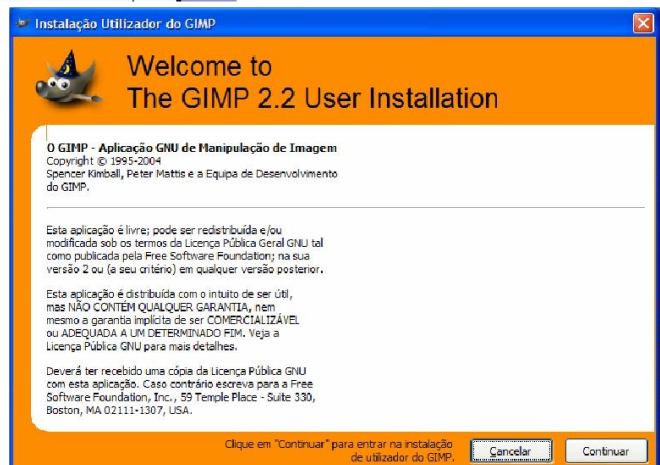 Instalação Utilizador do GIMP
Welcome to
The GIMP 2.2 User Installation
O GIMP - Aplicação GNU de Manipulação de Imagem
Copyright © 1995-2004
Spencer Kimball, Peter Mattis e a Equipa de Desenvolvimento
do GIMP.
Esta aplicação é livre; pode ser redistribuída e/ou
modificada sob os termos da Licença Pública Geral GNU tal
como publicada pela Free Software Foundation; na sua
versão 2 ou (a seu critério) em qualquer versão posterior.
Esta aplicação é distribuída com o intuito de ser útil,
mas NÃO CONTÉM QUALQUER GARANTIA, nem
mesmo a garantia implícita de ser COMERCIALIZÁVEL
ou ADEQUADA A UM DETERMINADO FIM. Veja a
Licença Pública GNU para mais detalhes.
Deverá ter recebido uma cópia da Licença Pública GNU
com esta aplicação. Caso contrário escreva para a Free
Software Foundation, Inc., 59 Temple Place - Suite 330,
Boston, MA 02111-1307, USA.
Clique em "Continuar" para entrar na instalação
de utilizador do GIMP.
Cancelar
Continuar